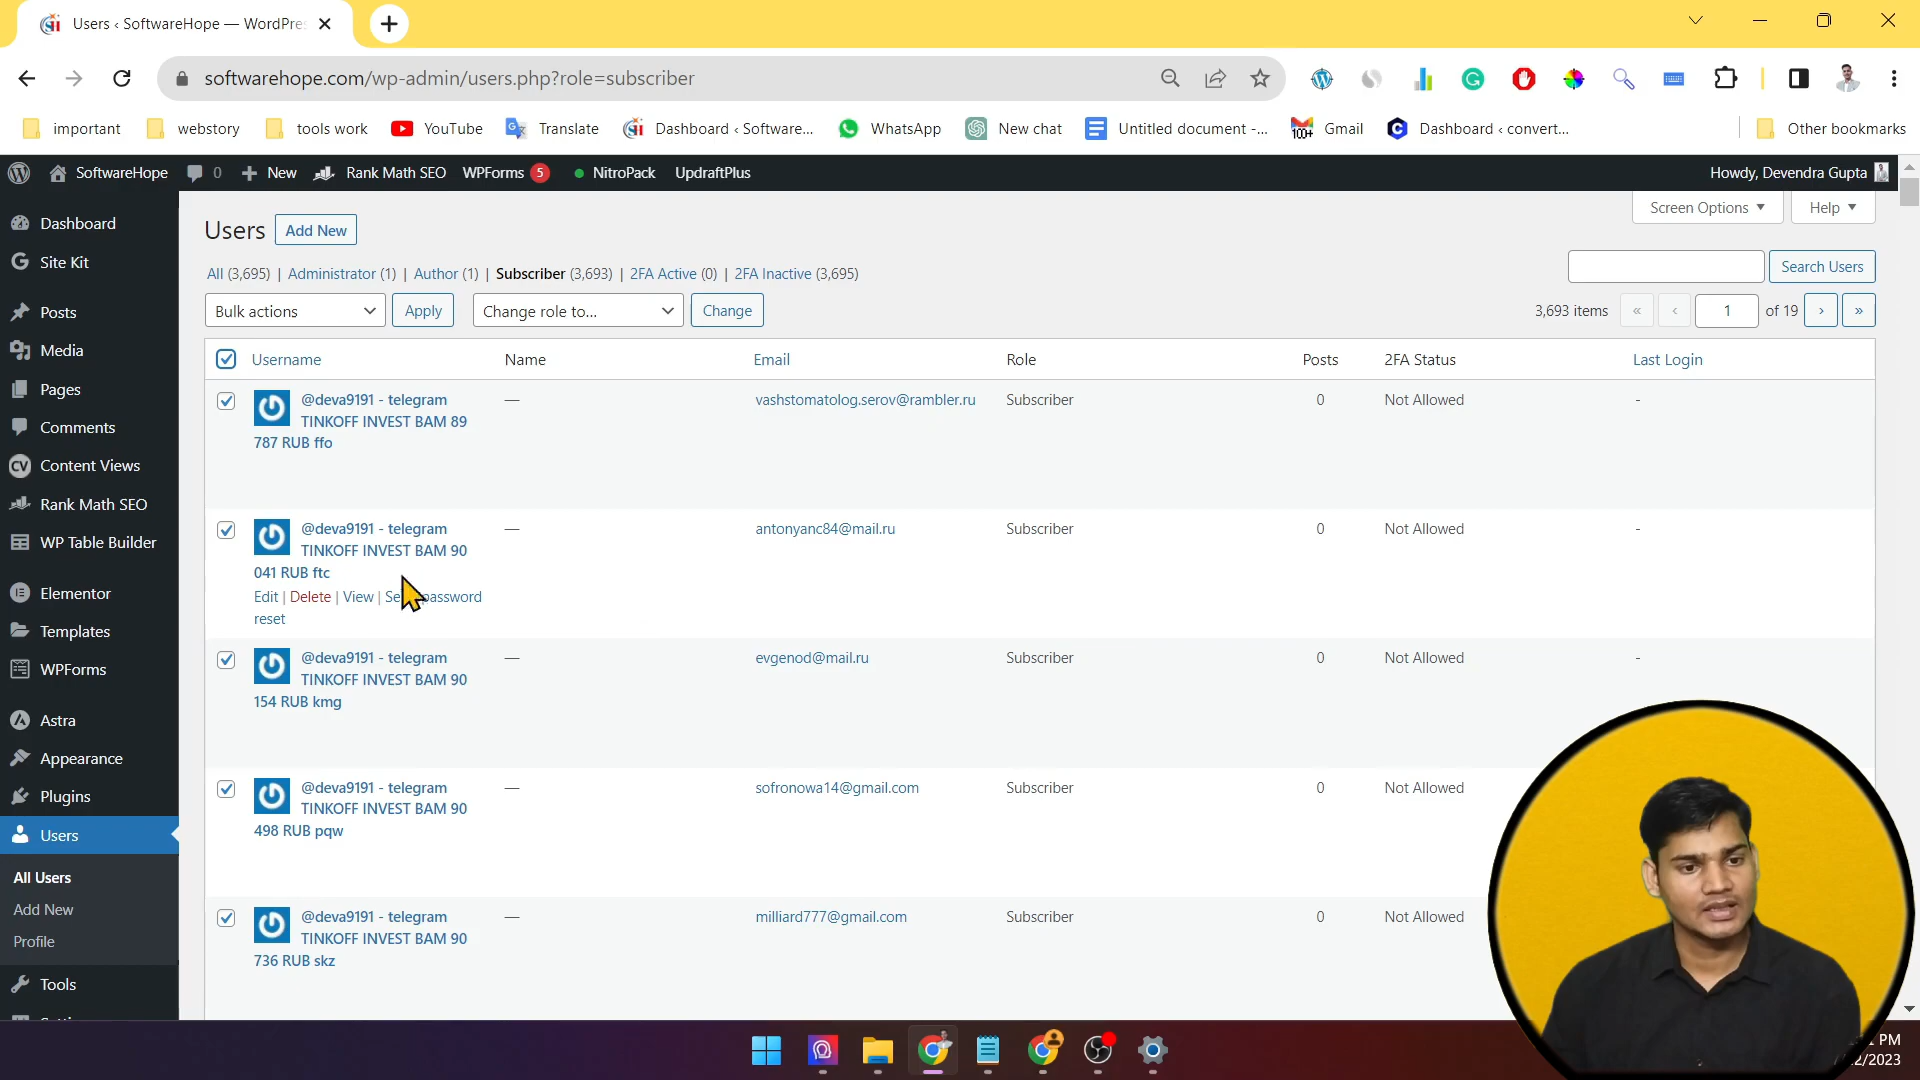 Users ‹ SoftwareHope — WordPre
softwarehope.com/wp-admin/users.php?role=subscriber
important
webstory
tools work
YouTube
Translate
Dashboard ‹ Software...
WhatsApp
New chat
Untitled document -...
100+
Gmail
Dashboard ‹ convert...
Other bookmarks
SoftwareHope
0
New
Rank Math SEO
WPForms 5
NitroPack
UpdraftPlus
Howdy, Devendra Gupta
Dashboard
Site Kit
Posts
Media
Pages
Comments
Content Views
Rank Math SEO
WP Table Builder
Elementor
Templates
WPForms
Astra
Appearance
Plugins
Users
All Users
Add New
Profile
Tools
Screen Options
Help
Users Add New
All (3,695) | Administrator (1) | Author (1) | Subscriber (3,693) | 2FA Active (0) | 2FA Inactive (3,695)
Search Users
Bulk actions Apply Change role to... Change
3,693 items « ‹ 1 of 19 › »
Username Name Email Role Posts 2FA Status Last Login
@deva9191 - telegram — vashstomatolog.serov@rambler.ru Subscriber 0 Not Allowed -
TINKOFF INVEST BAM 89
787 RUB ffo
@deva9191 - telegram — antonyanc84@mail.ru Subscriber 0 Not Allowed -
TINKOFF INVEST BAM 90
041 RUB ftc
Edit | Delete | View | password
reset
@deva9191 - telegram — evgenod@mail.ru Subscriber 0 Not Allowed -
TINKOFF INVEST BAM 90
154 RUB kmg
@deva9191 - telegram — sofronowa14@gmail.com Subscriber 0 Not Allowed
TINKOFF INVEST BAM 90
498 RUB pqw
@deva9191 - telegram — milliard777@gmail.com Subscriber 0 Not Allowed
TINKOFF INVEST BAM 90
736 RUB skz
PM
2/2023